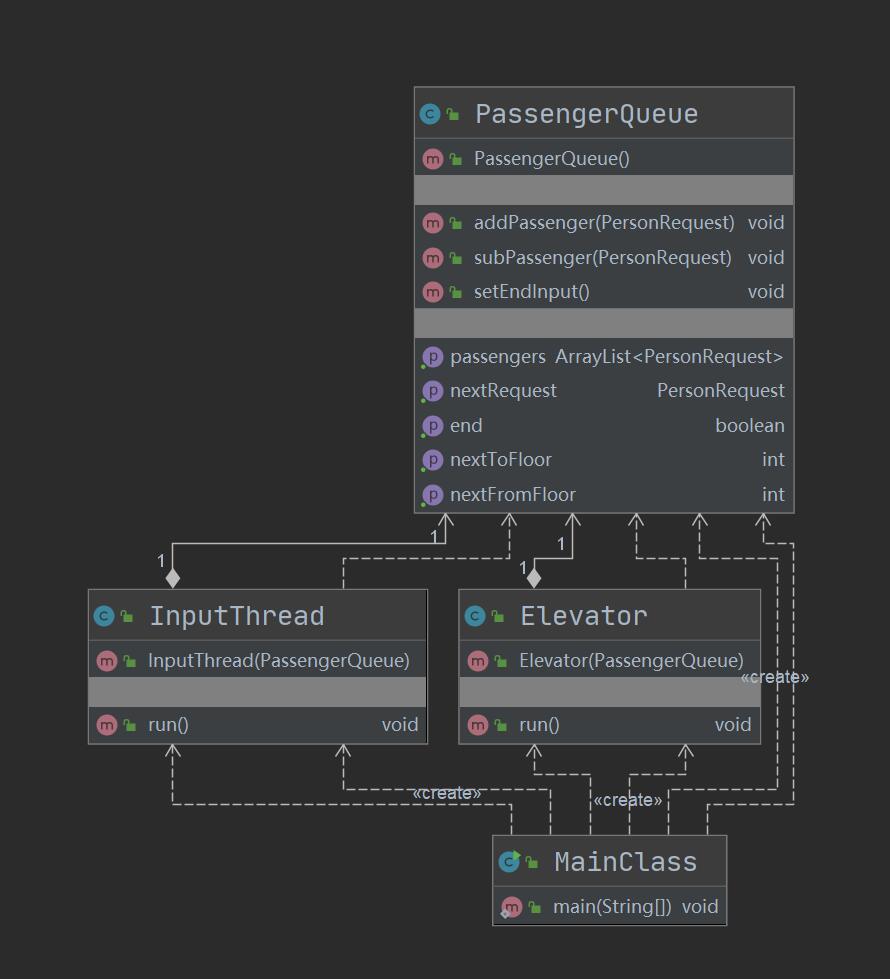 PassengerQueue
PassengerQueue()
addPassenger(PersonRequest) void
subPassenger(PersonRequest) void
setEndInput() void
passengers ArrayList<PersonRequest>
nextRequest PersonRequest
end boolean
nextToFloor int
nextFromFloor int
1
1
1
1
InputThread
InputThread(PassengerQueue)
run() void
Elevator
Elevator(PassengerQueue)
run() void
«create»
«create»
«create»
MainClass
main(String[]) void